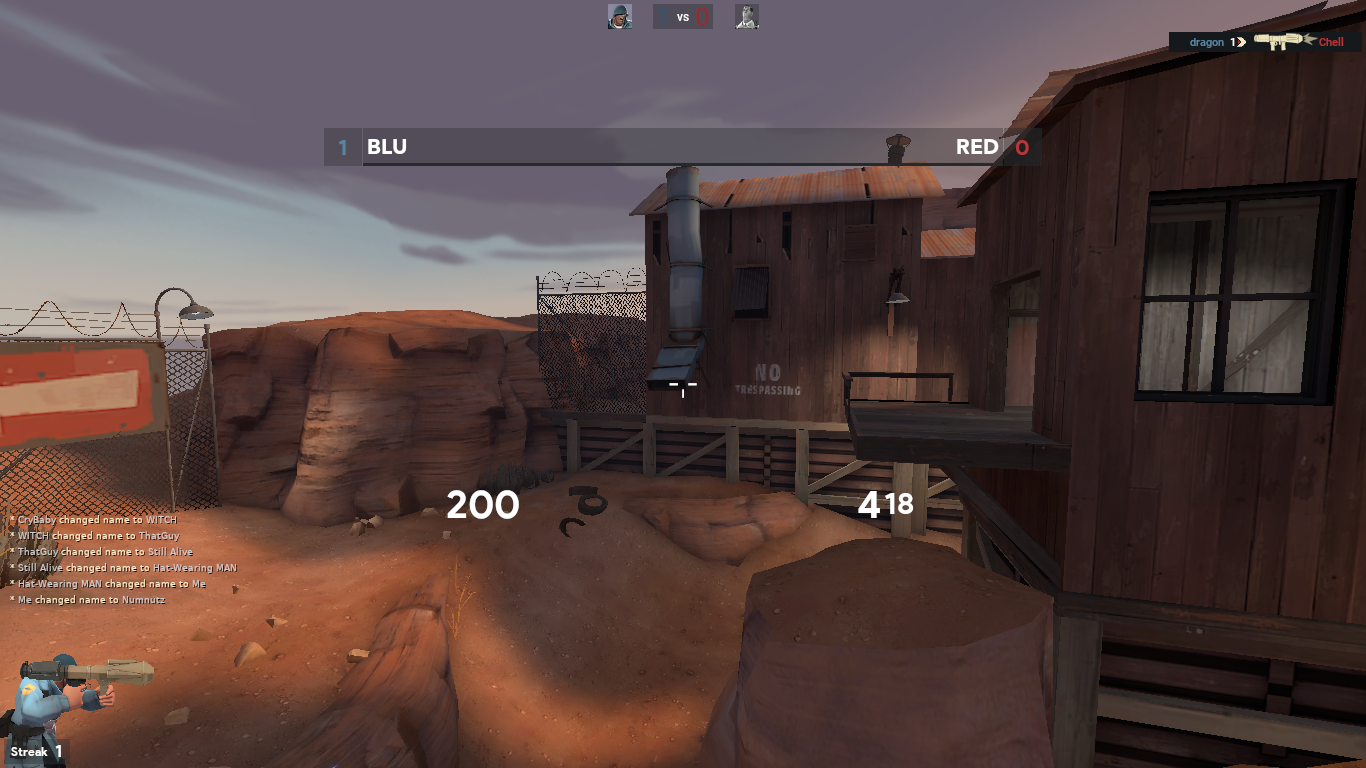 vs 0
dragon 1 Chell
1 BLU RED 0
NO
TRESPASSING
200 4 18
* CryBaby changed name to WITCH
* WITCH changed name to ThatGuy
* ThatGuy changed name to Still Alive
* Still Alive changed name to Hat-Wearing MAN
* Hat-Wearing MAN changed name to Me
* Me changed name to Numnutz
Streak 1